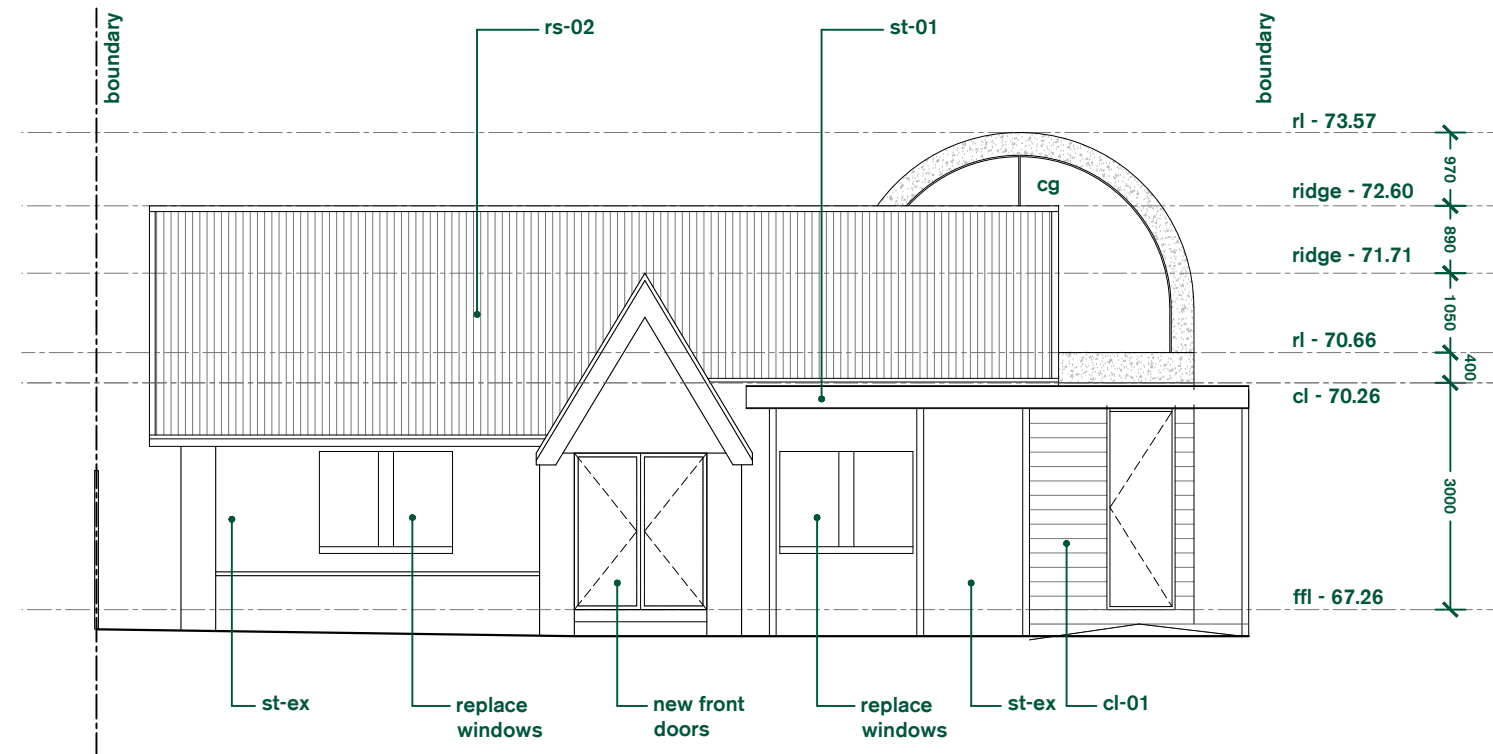 boundary
rs-02
st-01
boundary
rl - 73.57
970
cg
ridge - 72.60
890
ridge - 71.71
1050
rl - 70.66
400
cl - 70.26
3000
ffl - 67.26
st-ex
replace
windows
new front
doors
replace
windows
st-ex
cl-01